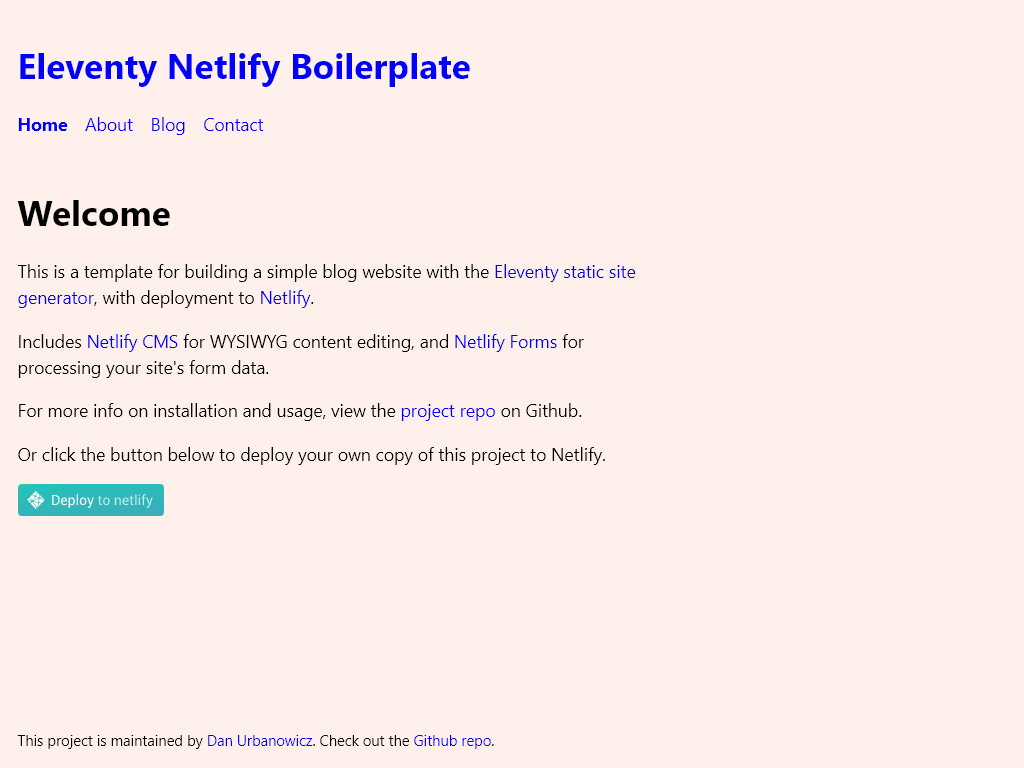 Eleventy Netlify Boilerplate
Home About Blog Contact
Welcome
This is a template for building a simple blog website with the Eleventy static site
generator, with deployment to Netlify.
Includes Netlify CMS for WYSIWYG content editing, and Netlify Forms for
processing your site's form data.
For more info on installation and usage, view the project repo on Github.
Or click the button below to deploy your own copy of this project to Netlify.
Deploy to netlify
This project is maintained by Dan Urbanowicz. Check out the Github repo.